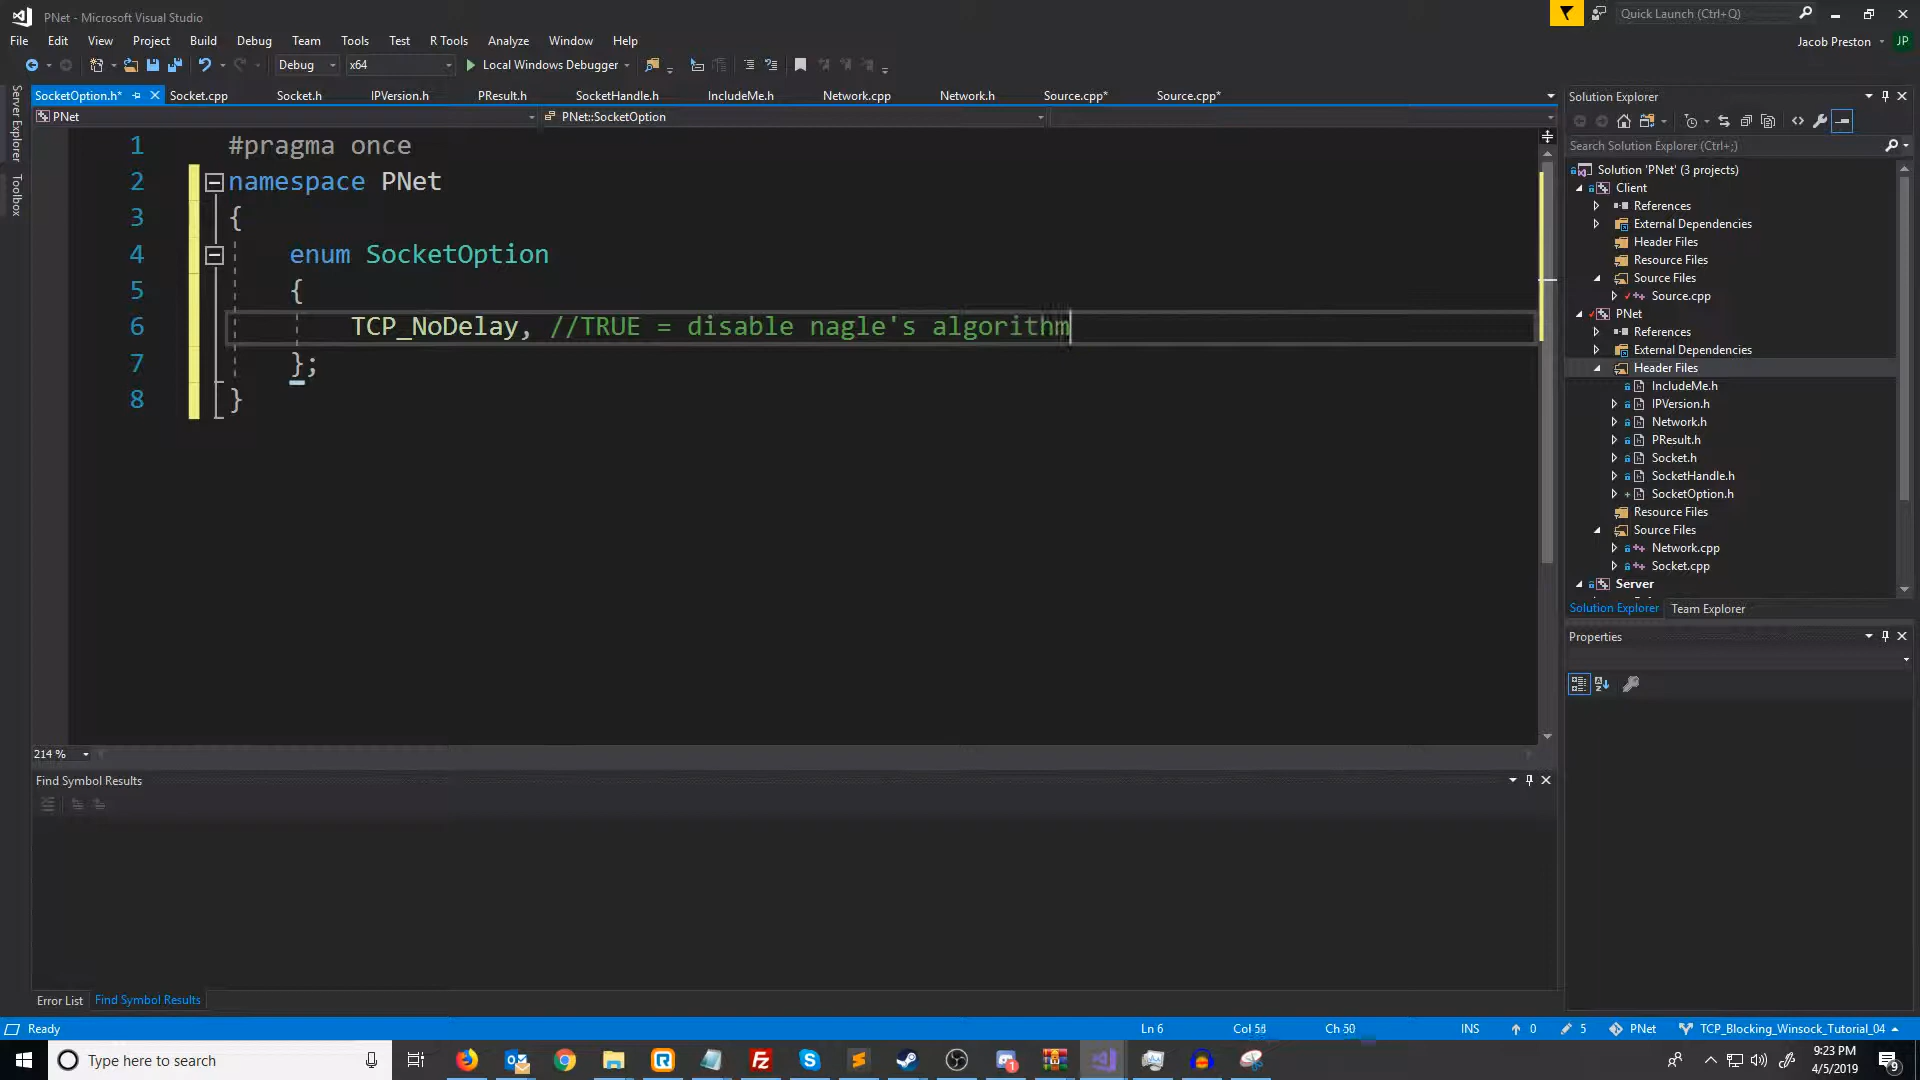 PNet - Microsoft Visual Studio
Quick Launch (Ctrl+Q)
File Edit View Project Build Debug Team Tools Test R Tools Analyze Window Help
Jacob Preston JP
Debug x64 Local Windows Debugger
SocketOption.h* Socket.cpp Socket.h IPVersion.h PResult.h SocketHandle.h IncludeMe.h Network.cpp Network.h Source.cpp* Source.cpp*
PNet PNet::SocketOption
Server Explorer
Toolbox
1 #pragma once
2 namespace PNet
3 {
4 enum SocketOption
5 {
6 TCP_NoDelay, //TRUE = disable nagle's algorithm
7 };
8 }
214 %
Find Symbol Results
Error List Find Symbol Results
Solution Explorer
Search Solution Explorer (Ctrl+;)
Solution 'PNet' (3 projects)
Client
References
External Dependencies
Header Files
Resource Files
Source Files
Source.cpp
PNet
References
External Dependencies
Header Files
IncludeMe.h
IPVersion.h
Network.h
PResult.h
Socket.h
SocketHandle.h
SocketOption.h
Resource Files
Source Files
Network.cpp
Socket.cpp
Server
Solution Explorer Team Explorer
Properties
Ready Ln 6 Ch 50 INS 0 5 PNet TCP_Blocking_Winsock_Tutorial_04
Type here to search
9:23 PM
4/5/2019